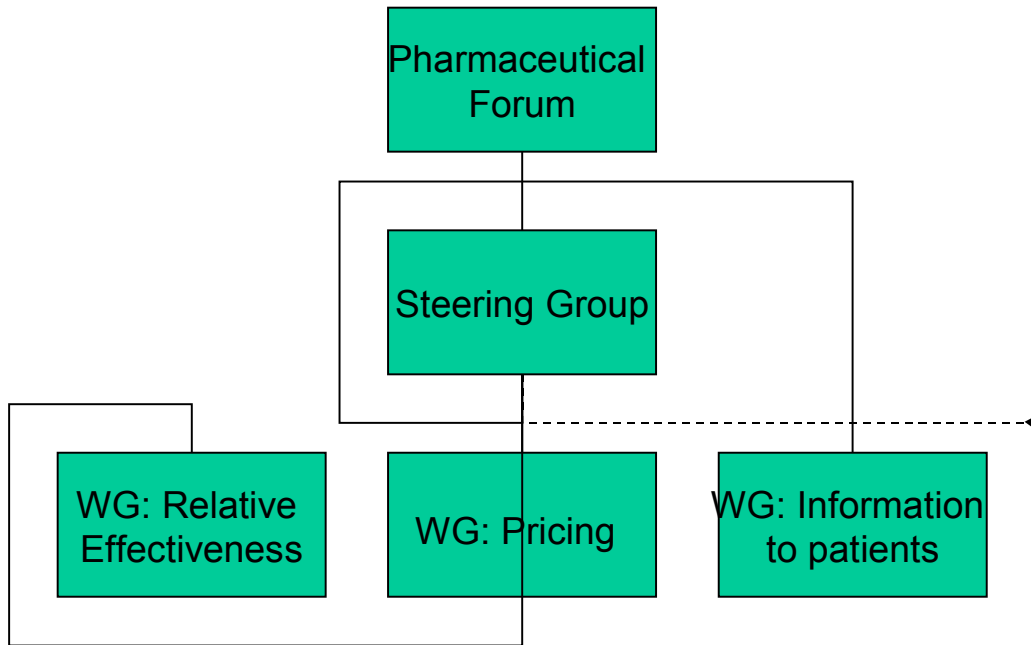 Pharmaceutical
Forum
Steering Group
WG: Relative
Effectiveness
WG: Pricing
WG: Information
to patients